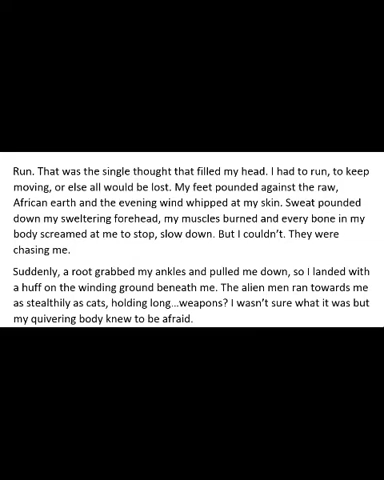 Run. That was the single thought that filled my head. I had to run, to keep
moving, or else all would be lost. My feet pounded against the raw,
African earth and the evening wind whipped at my skin. Sweat pounded
down my sweltering forehead, my muscles burned and every bone in my
body screamed at me to stop, slow down. But I couldn’t. They were
chasing me.
Suddenly, a root grabbed my ankles and pulled me down, so I landed with
a huff on the winding ground beneath me. The alien men ran towards me
as stealthily as cats, holding long…weapons? I wasn’t sure what it was but
my quivering body knew to be afraid.